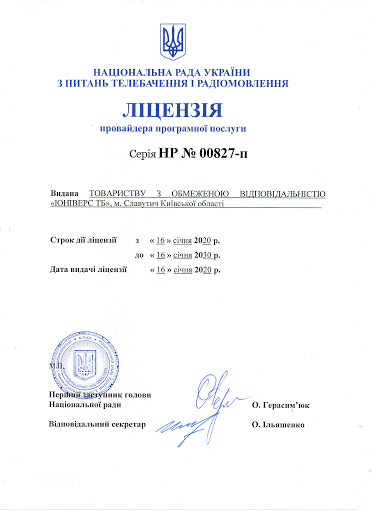 НАЦІОНАЛЬНА РАДА УКРАЇНИ
З ПИТАНЬ ТЕЛЕБАЧЕННЯ І РАДІОМОВЛЕННЯ
ЛІЦЕНЗІЯ
провайдера програмної послуги
Серія НР № 00827-п
Видана ТОВАРИСТВУ З ОБМЕЖЕНОЮ ВІДПОВІДАЛЬНІСТЮ
«ЮНІВЕРС ТБ», м. Славутич Київської області
Строк дії ліцензії з « 16 » січня 2020 р.
до « 16 » січня 2030 р.
Дата видачі ліцензії « 16 » січня 2020 р.
М.П.
Перший заступник голови
Національної ради О. Герасим'юк
Відповідальний секретар О. Ільяшенко